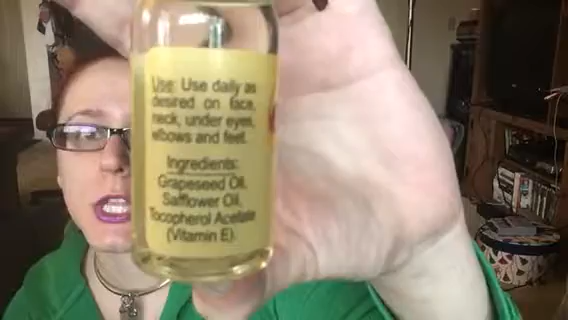 Use: Use daily as
desired on face,
neck, under eyes,
elbows and feet.
Ingredients:
Grapeseed Oil,
Safflower Oil,
Tocopherol Acetate
(Vitamin E).